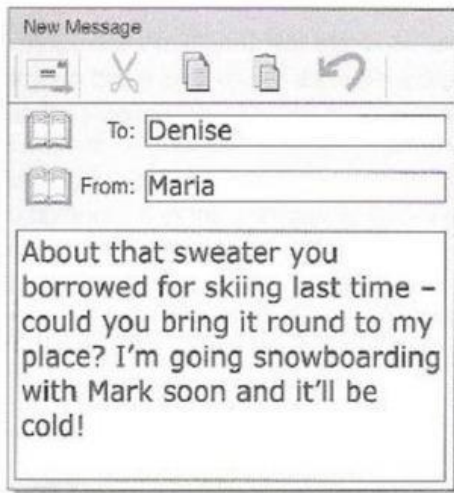 New Message
To: Denise
From: Maria
About that sweater you
borrowed for skiing last time –
could you bring it round to my
place? I'm going snowboarding
with Mark soon and it'll be
cold!